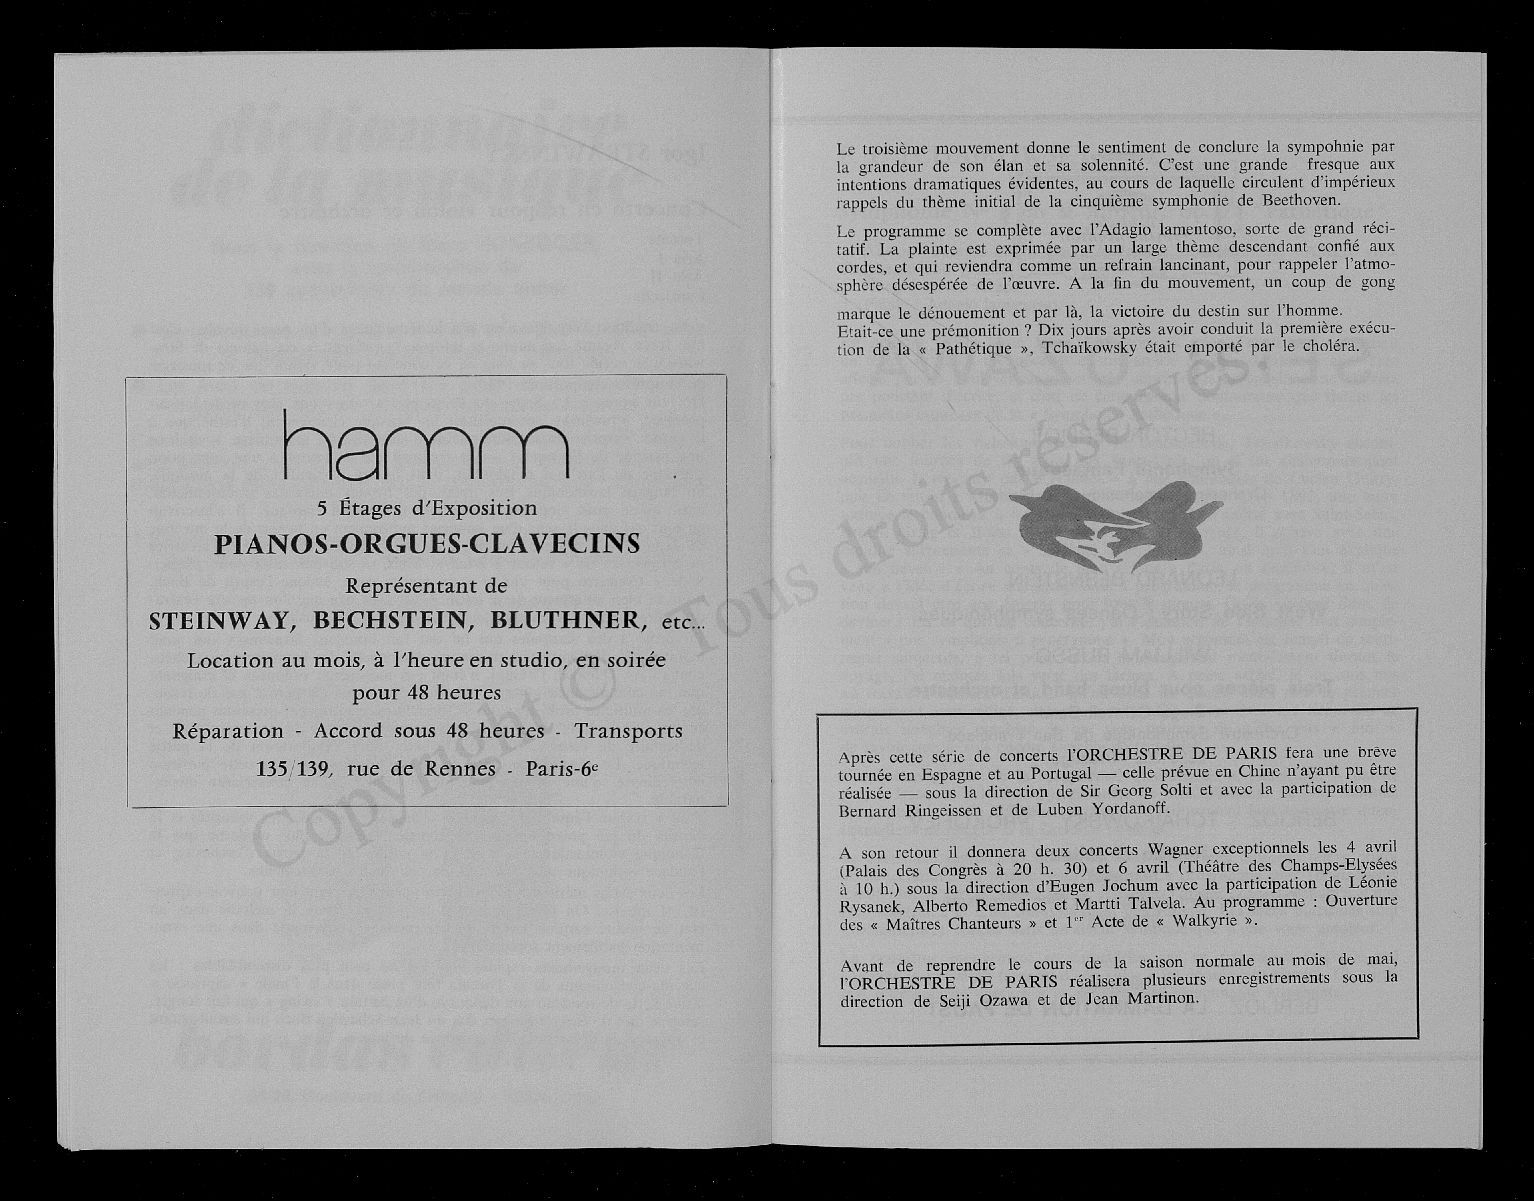 hamm
5 Étages d'Exposition
PIANOS-ORGUES-CLAVECINS
Représentant de
STEINWAY, BECHSTEIN, BLUTHNER, etc...
Location au mois, à l'heure en studio, en soirée
pour 48 heures
Réparation - Accord sous 48 heures - Transports
135/139, rue de Rennes - Paris-6e
Le troisième mouvement donne le sentiment de conclure la sympohnie par
la grandeur de son élan et sa solennité. C'est une grande fresque aux
intentions dramatiques évidentes, au cours de laquelle circulent d'impérieux
rappels du thème initial de la cinquième symphonie de Beethoven.
Le programme se complète avec l'Adagio lamentoso, sorte de grand réci-
tatif. La plainte est exprimée par un large thème descendant confié aux
cordes, et qui reviendra comme un refrain lancinant, pour rappeler l'atmo-
sphère désespérée de l'œuvre. A la fin du mouvement, un coup de gong
marque le dénouement et par là, la victoire du destin sur l'homme.
Etait-ce une prémonition ? Dix jours après avoir conduit la première exécu-
tion de la « Pathétique », Tchaïkowsky était emporté par le choléra.
Après cette série de concerts l'ORCHESTRE DE PARIS fera une brève
tournée en Espagne et au Portugal — celle prévue en Chine n'ayant pu être
réalisée — sous la direction de Sir Georg Solti et avec la participation de
Bernard Ringeissen et de Luben Yordanoff.
A son retour il donnera deux concerts Wagner exceptionnels les 4 avril
(Palais des Congrès à 20 h. 30) et 6 avril (Théâtre des Champs-Elysées
à 10 h.) sous la direction d'Eugen Jochum avec la participation de Léonie
Rysanek, Alberto Remedios et Martti Talvela. Au programme : Ouverture
des « Maîtres Chanteurs » et 1er Acte de « Walkyrie ».
Avant de reprendre le cours de la saison normale au mois de mai,
l'ORCHESTRE DE PARIS réalisera plusieurs enregistrements sous la
direction de Seiji Ozawa et de Jean Martinon.
Copyright © Tous droits réservés.